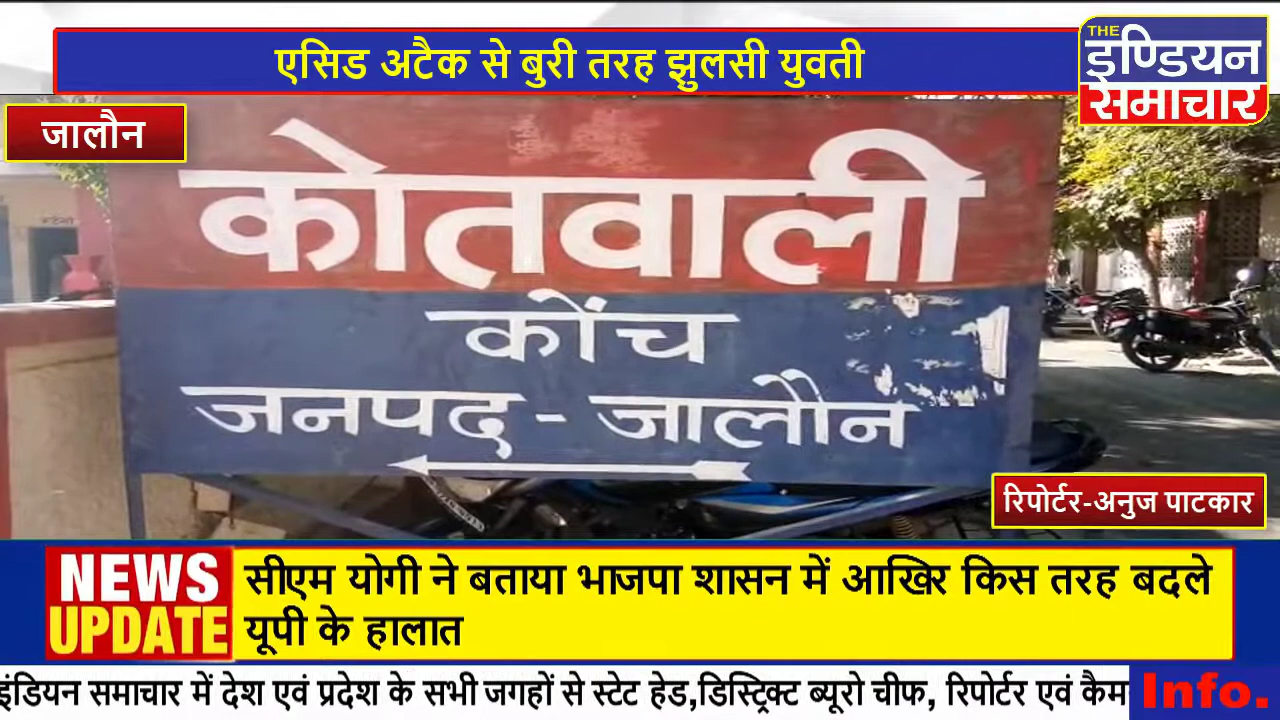 एसिड अटैक से बुरी तरह झुलसी युवती
THE
इण्डियन
समाचार
जालौन
कोतवाली
कोंच
जनपद - जालौन
रिपोर्टर-अनुज पाटकार
NEWS
UPDATE
सीएम योगी ने बताया भाजपा शासन में आखिर किस तरह बदले
यूपी के हालात
इंडियन समाचार में देश एवं प्रदेश के सभी जगहों से स्टेट हेड,डिस्ट्रिक्ट ब्यूरो चीफ, रिपोर्टर एवं कैम
Info.